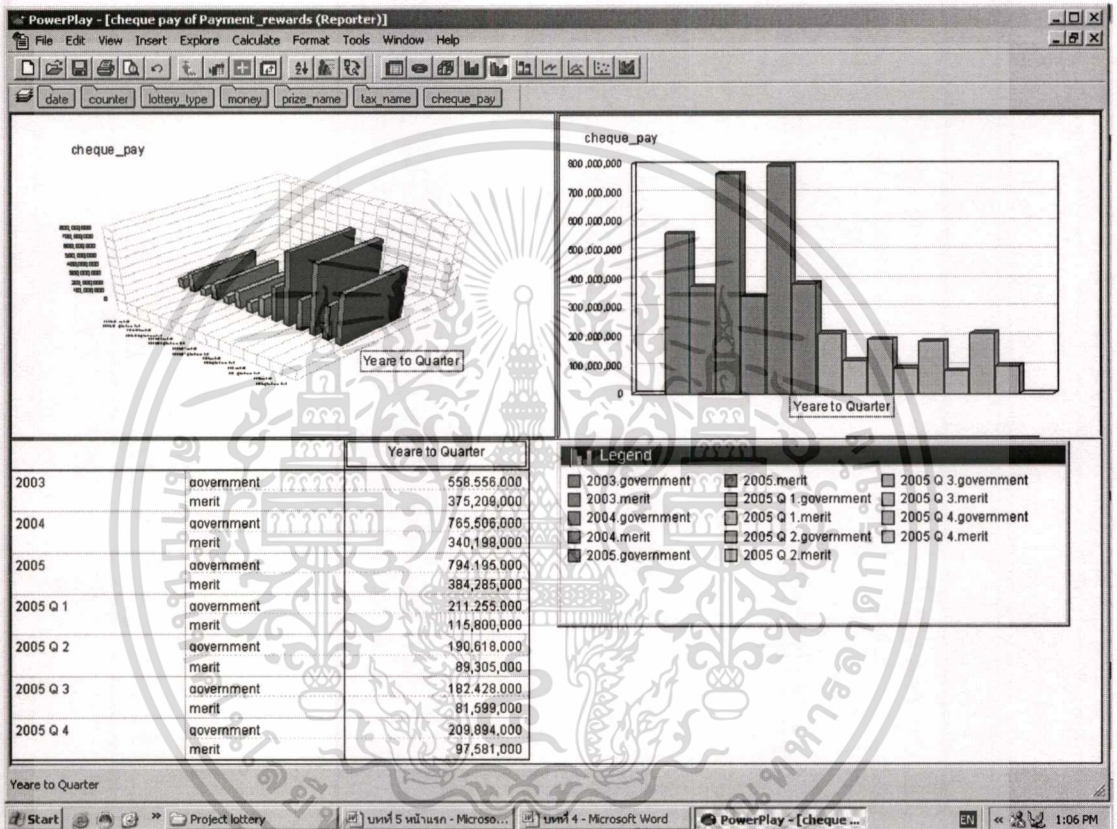 PowerPlay - [cheque pay of Payment_rewards (Reporter)]
File Edit View Insert Explore Calculate Format Tools Window Help
date counter lottery_type money prize_name tax_name cheque_pay
cheque_pay
Yeare to Quarter
cheque_pay
800,000,000
700,000,000
600,000,000
500,000,000
400,000,000
300,000,000
200,000,000
100,000,000
0
Yeare to Quarter
Yeare to Quarter
2003 government 558,556,000
merit 375,209,000
2004 government 765,506,000
merit 340,198,000
2005 government 794,195,000
merit 384,285,000
2005 Q 1 government 211,255,000
merit 115,800,000
2005 Q 2 government 190,618,000
merit 89,305,000
2005 Q 3 government 182,428,000
merit 81,599,000
2005 Q 4 government 209,894,000
merit 97,581,000
Legend
2003.government 2005.merit 2005 Q 3.government
2003.merit 2005 Q 1.government 2005 Q 3.merit
2004.government 2005 Q 1.merit 2005 Q 4.government
2004.merit 2005 Q 2.government 2005 Q 4.merit
2005.government 2005 Q 2.merit
Yeare to Quarter
Start Project lottery บทที่ 5 หน้าแรก - Microso... บทที่ 4 - Microsoft Word PowerPlay - [cheque ... EN 1:06 PM